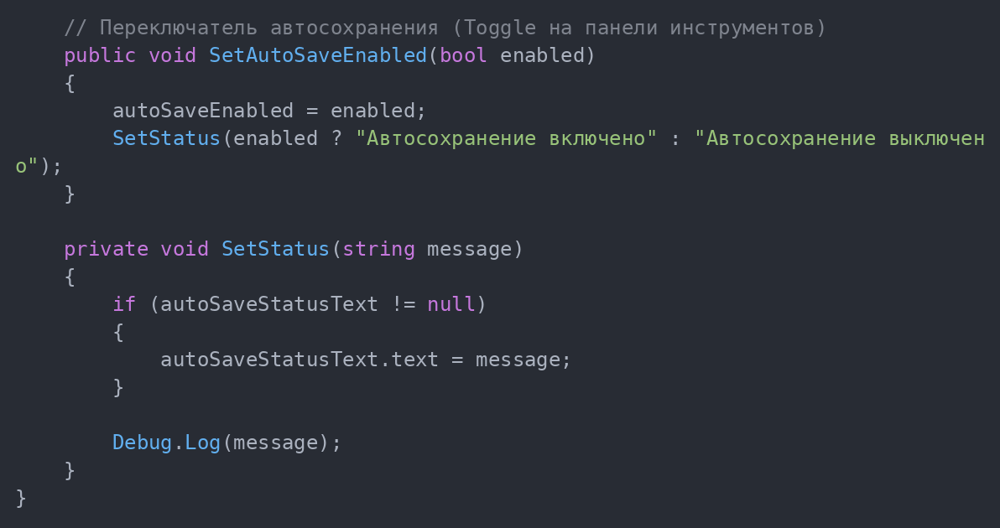 // Переключатель автосохранения (Toggle на панели инструментов)
    public void SetAutoSaveEnabled(bool enabled)
    {
        autoSaveEnabled = enabled;
        SetStatus(enabled ? "Автосохранение включено" : "Автосохранение выключен
о");
    }

    private void SetStatus(string message)
    {
        if (autoSaveStatusText != null)
        {
            autoSaveStatusText.text = message;
        }

        Debug.Log(message);
    }
}